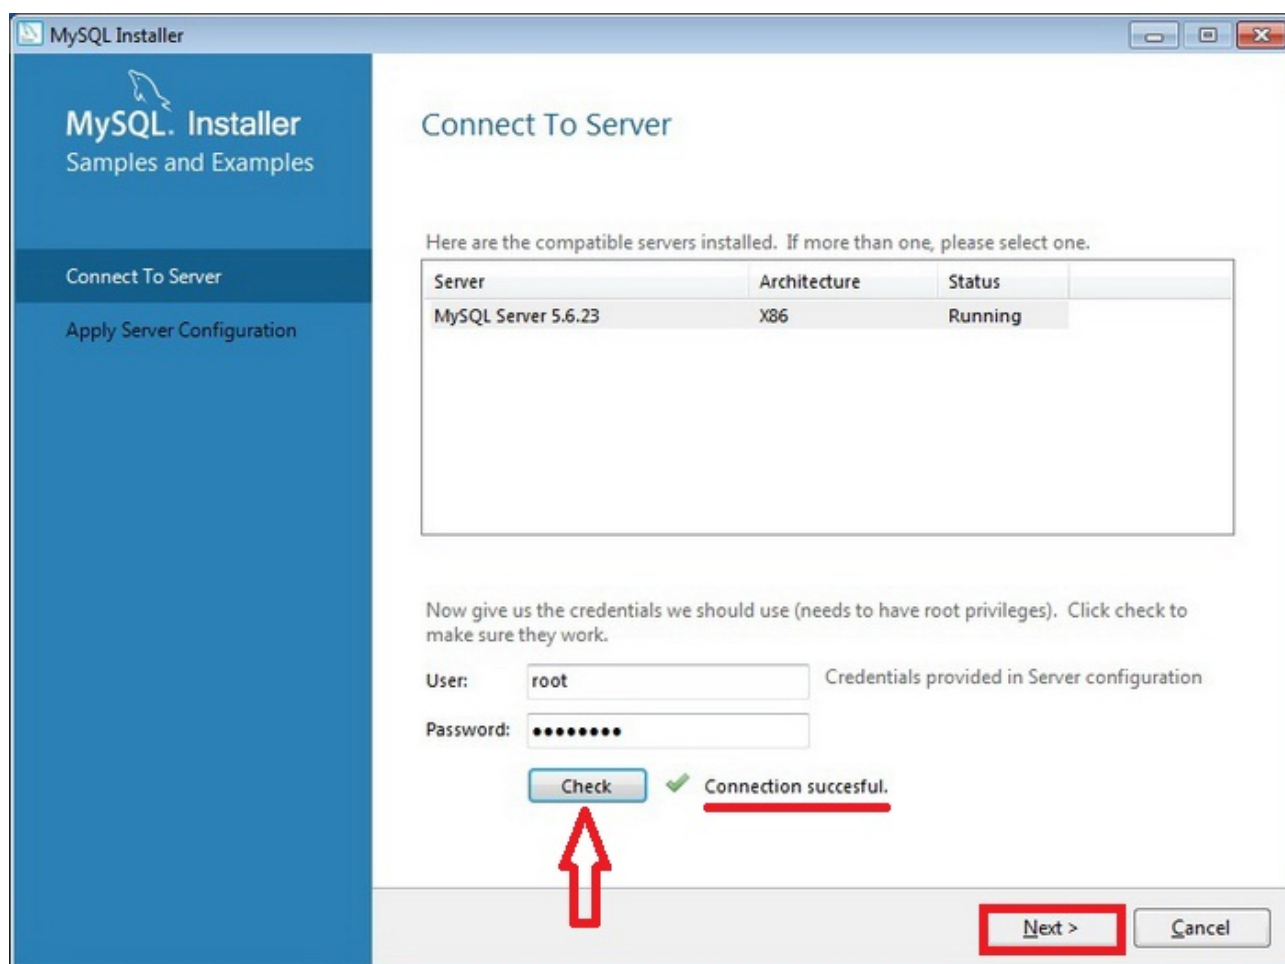 MySQL Installer
MySQL. Installer
Samples and Examples
Connect To Server
Apply Server Configuration
Connect To Server
Here are the compatible servers installed. If more than one, please select one.
Server Architecture Status
MySQL Server 5.6.23 X86 Running
Now give us the credentials we should use (needs to have root privileges). Click check to
make sure they work.
User: root Credentials provided in Server configuration
Password: ••••••••
Check Connection succesful.
Next > Cancel